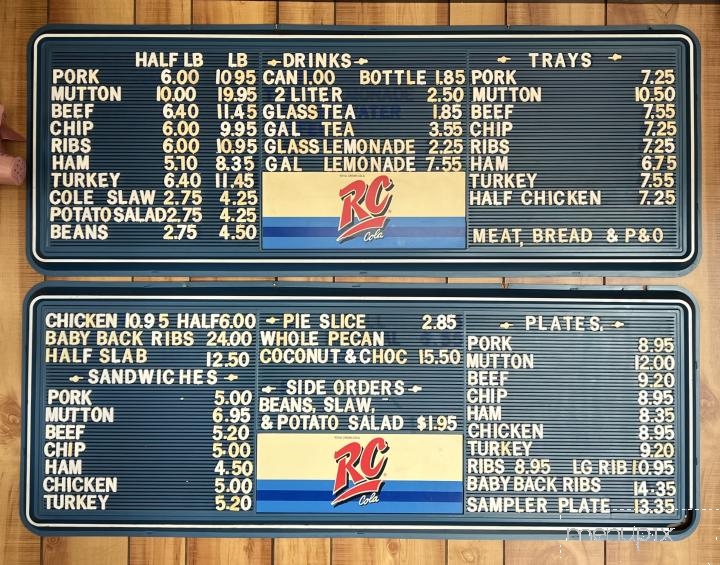 HALF LB LB
PORK 6.00 10.95
MUTTON 10.00 19.95
BEEF 6.40 11.45
CHIP 6.00 9.95
RIBS 6.00 10.95
HAM 5.10 8.35
TURKEY 6.40 11.45
COLE SLAW 2.75 4.25
POTATO SALAD 2.75 4.25
BEANS 2.75 4.50
DRINKS
CAN 1.00 BOTTLE 1.85
2 LITER 2.50
GLASS TEA 1.85
GAL TEA 3.55
GLASS LEMONADE 2.25
GAL LEMONADE 7.55
RC
Cola
TRAYS
PORK 7.25
MUTTON 10.50
BEEF 7.55
CHIP 7.25
RIBS 7.25
HAM 6.75
TURKEY 7.55
HALF CHICKEN 7.25
MEAT, BREAD & P&O
CHICKEN 10.95 HALF 6.00
BABY BACK RIBS 24.00
HALF SLAB 12.50
SANDWICHES
PORK 5.00
MUTTON 6.95
BEEF 5.20
CHIP 5.00
HAM 4.50
CHICKEN 5.00
TURKEY 5.20
PIE SLICE 2.85
WHOLE PECAN
COCONUT & CHOC 15.50
SIDE ORDERS
BEANS, SLAW,
& POTATO SALAD $1.95
RC
Cola
PLATES.
PORK 8.95
MUTTON 12.00
BEEF 9.20
CHIP 8.95
HAM 8.35
CHICKEN 8.95
TURKEY 9.20
RIBS 8.95 LG RIB 10.95
BABY BACK RIBS 14.35
SAMPLER PLATE 13.35
menupix